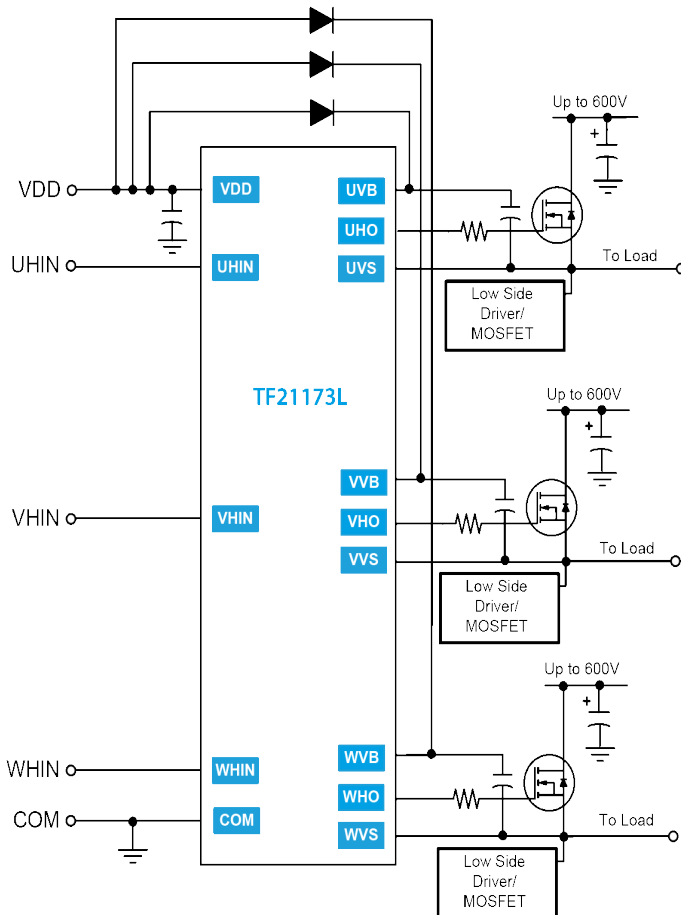 Up to 600V
VDD
VDD
UVB
UHO
UHIN
UHIN
UVS
To Load
Low Side
Driver/
MOSFET
TF21173L
Up to 600V
VVB
VHIN
VHIN
VHO
VVS
To Load
Low Side
Driver/
MOSFET
Up to 600V
WVB
WHIN
WHIN
WHO
COM
COM
WVS
To Load
Low Side
Driver/
MOSFET